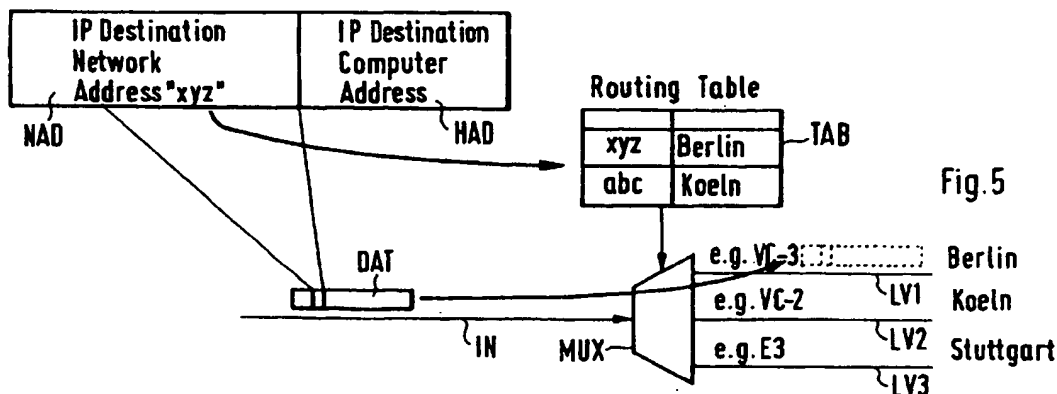 IP Destination
Network
Address "xyz"
IP Destination
Computer
Address
NAD
HAD
Routing Table
xyz Berlin
abc Koeln
TAB
Fig.5
DAT
IN
MUX
e.g. VC-3
Berlin
LV1
e.g. VC-2
Koeln
LV2
e.g. E3
Stuttgart
LV3